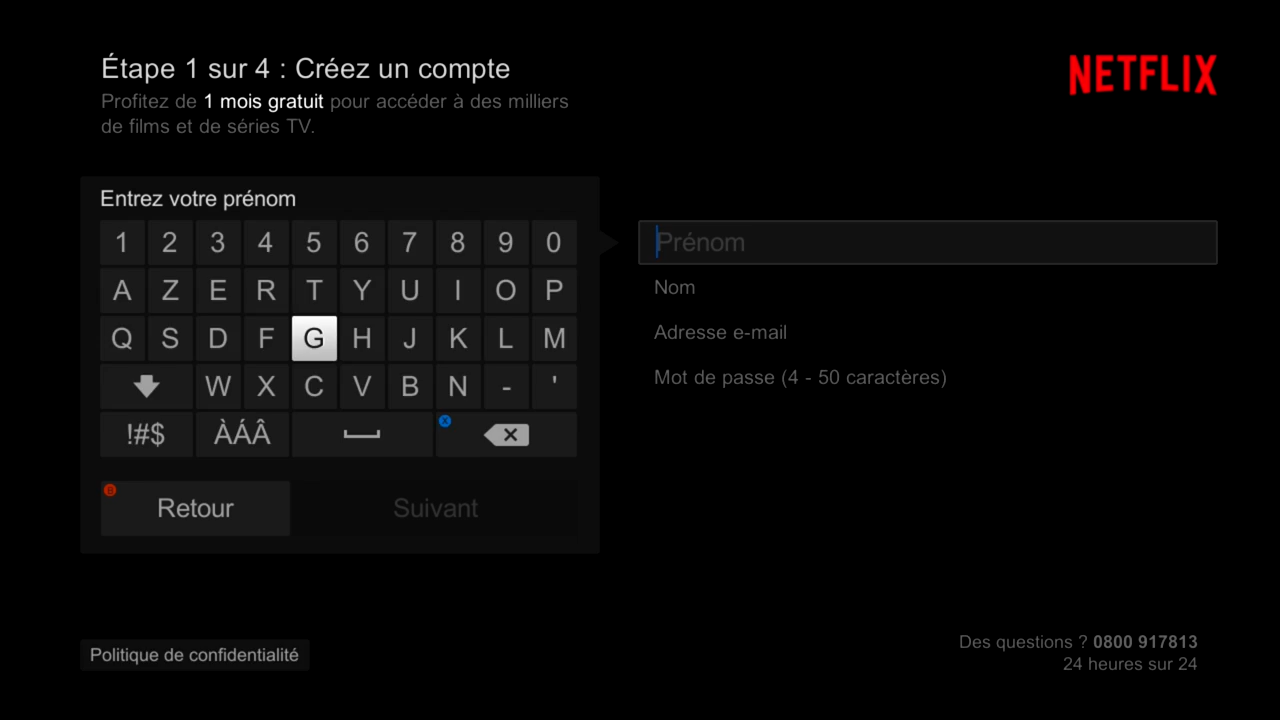 Étape 1 sur 4 : Créez un compte
Profitez de 1 mois gratuit pour accéder à des milliers
de films et de séries TV.
NETFLIX
Entrez votre prénom
1 2 3 4 5 6 7 8 9 0
A Z E R T Y U I O P
Q S D F G H J K L M
W X C V B N - '
!#$ ÀÁÂ X
B
Retour Suivant
Prénom
Nom
Adresse e-mail
Mot de passe (4 - 50 caractères)
Politique de confidentialité
Des questions ? 0800 917813
24 heures sur 24